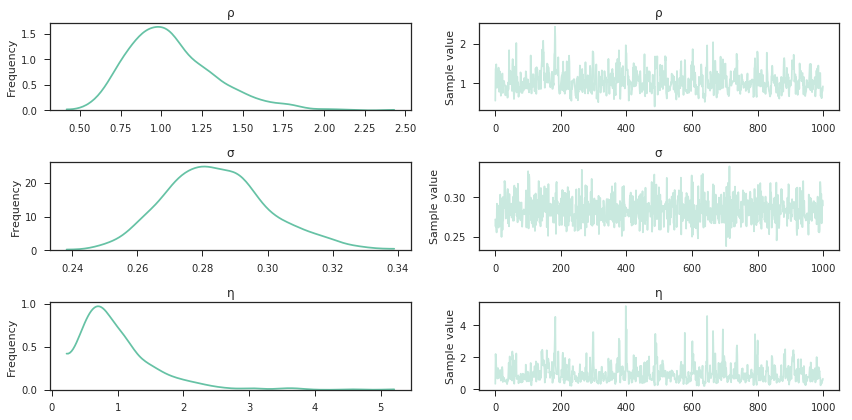 ρ
Frequency
1.5
1.0
0.5
0.0
0.50 0.75 1.00 1.25 1.50 1.75 2.00 2.25 2.50
ρ
Sample value
2
1
0 200 400 600 800 1000
σ
Frequency
20
10
0
0.24 0.26 0.28 0.30 0.32 0.34
σ
Sample value
0.30
0.25
0 200 400 600 800 1000
η
Frequency
1.0
0.5
0.0
0 1 2 3 4 5
η
Sample value
4
2
0
0 200 400 600 800 1000